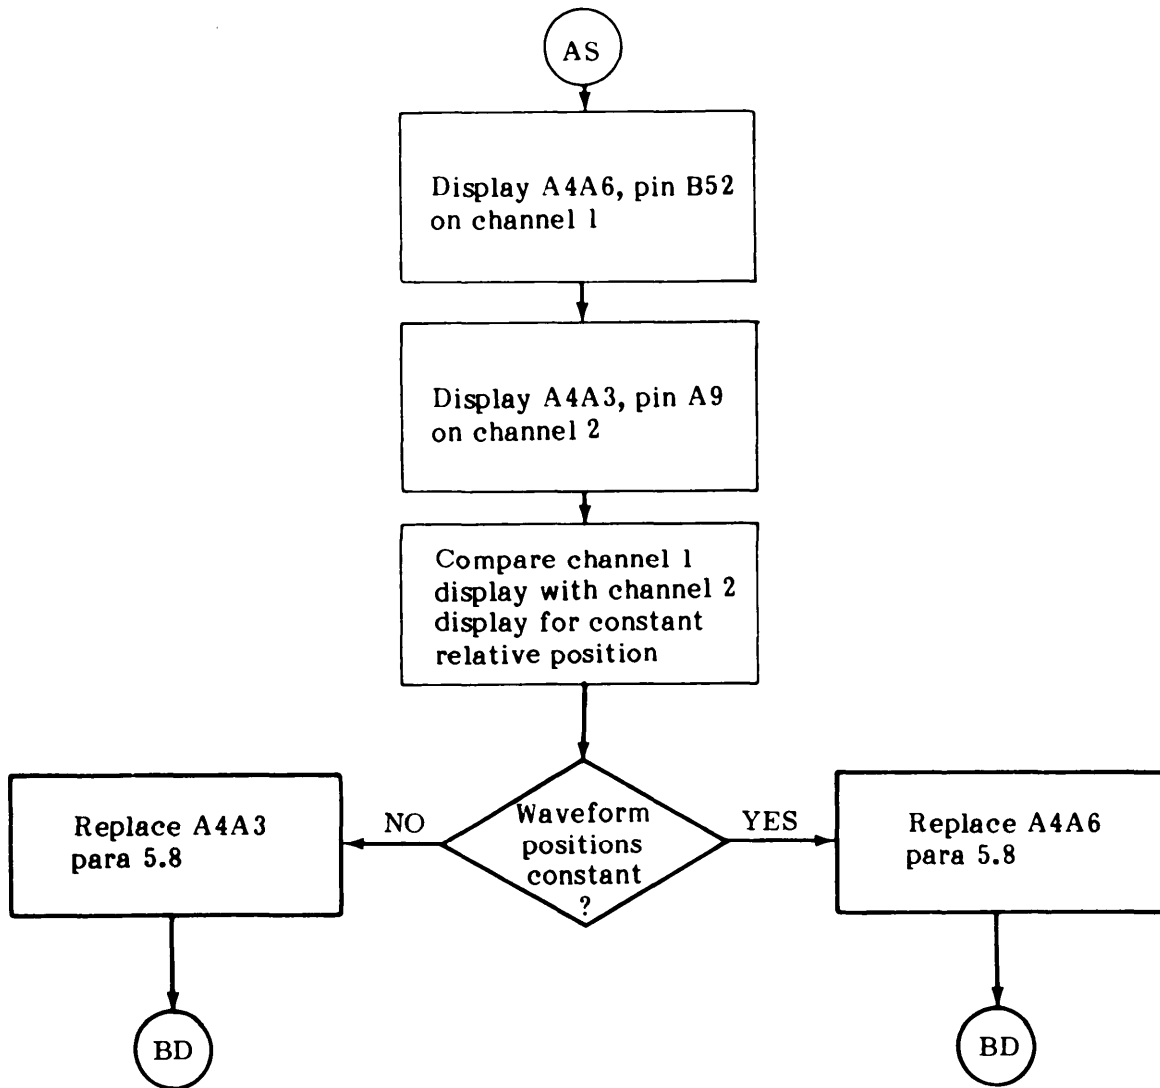 AS
Display A4A6, pin B52
on channel 1
Display A4A3, pin A9
on channel 2
Compare channel 1
display with channel 2
display for constant
relative position
Waveform
positions
constant
?
NO
YES
Replace A4A3
para 5.8
Replace A4A6
para 5.8
BD
BD